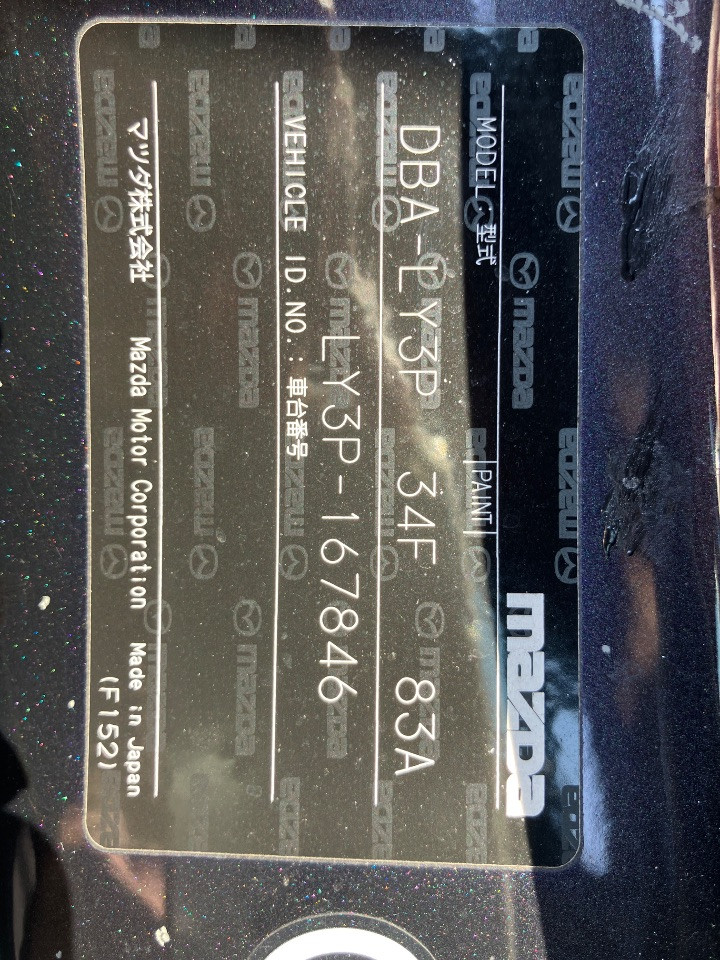 mazda
MODEL 型式 PAINT
DBA-LY3P 34F 83A
LY3P-167846
VEHICLE ID.NO.: 車台番号
マツダ株式会社 Mazda Motor Corporation Made in Japan
(F152)